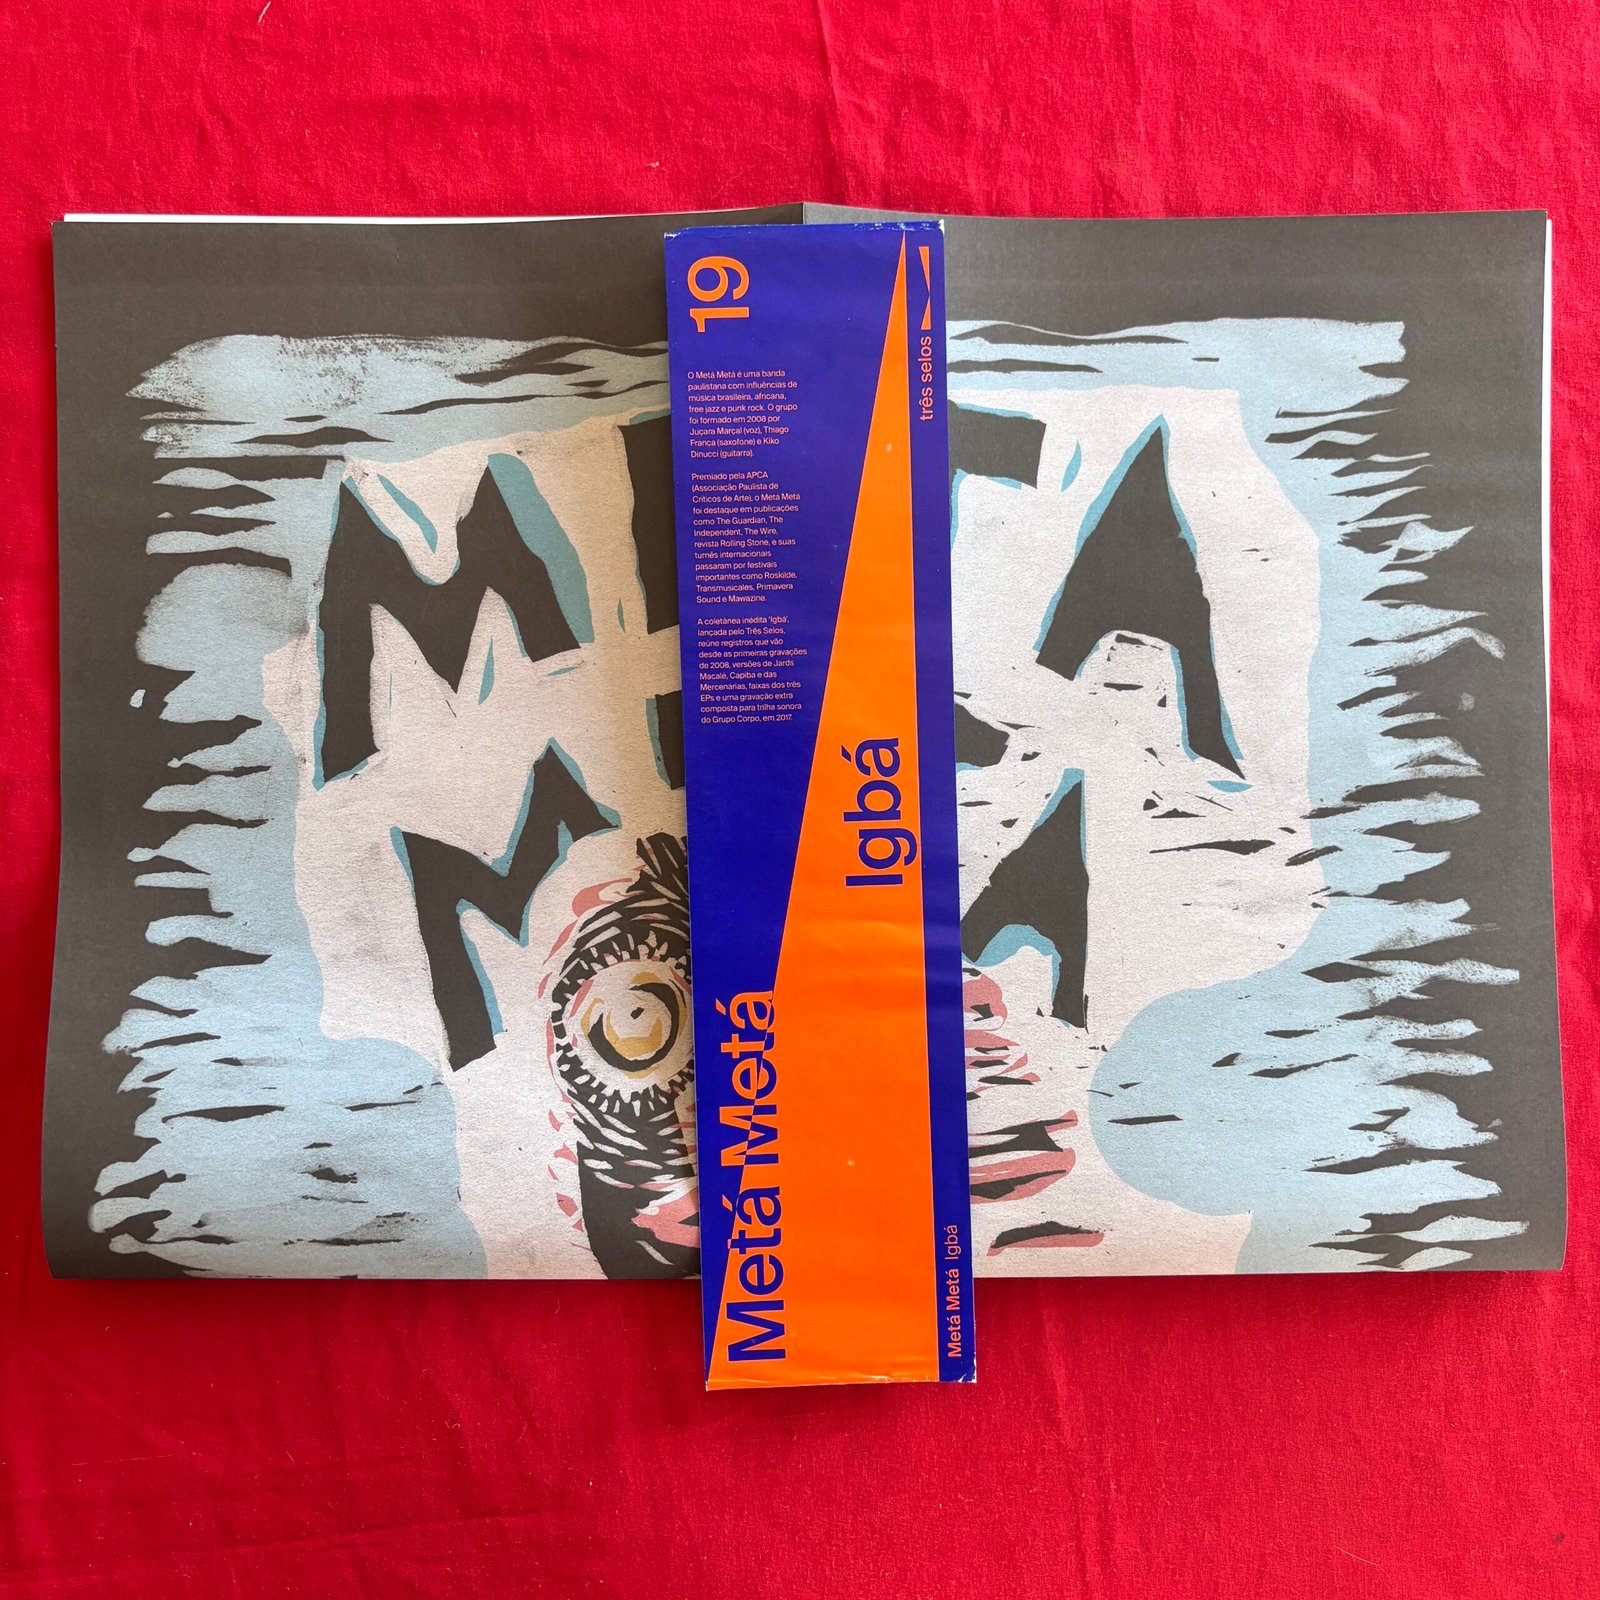 19
O Metá Metá é uma banda
paulistana com influências de
música brasileira, africana,
free jazz e punk rock. O grupo
foi formado em 2008 por
Juçara Marçal (voz), Thiago
França (saxofone) e Kiko
Dinucci (guitarra).
Premiado pela APCA
(Associação Paulista de
Críticos de Arte), o Metá Metá
foi destaque em publicações
como The Guardian, The
Independent, The Wire,
revista Rolling Stone, e suas
turnês internacionais
passaram por festivais
importantes como Roskilde,
Transmusicales, Primavera
Sound e Mawazine.
A coletânea inédita 'Igbá',
lançada pelo Três Selos,
reúne registros que vão
desde as primeiras gravações
de 2008, versões de Jards
Macalé, Capiba e das
Mercenárias, faixas dos três
EPs e uma gravação extra
composta para trilha sonora
do Grupo Corpo, em 2017.
Metá Metá
Igbá
três selos
Metá Metá Igbá